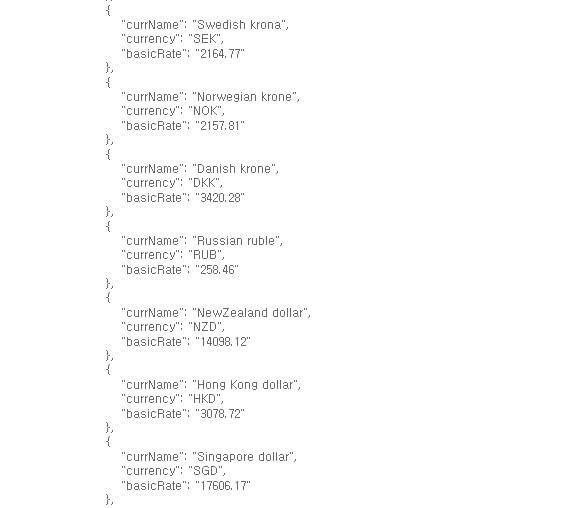 {
"currName": "Swedish krona",
"currency": "SEK",
"basicRate": "2164.77"
},
{
"currName": "Norwegian krone",
"currency": "NOK",
"basicRate": "2157.81"
},
{
"currName": "Danish krone",
"currency": "DKK",
"basicRate": "3420.28"
},
{
"currName": "Russian ruble",
"currency": "RUB",
"basicRate": "258.46"
},
{
"currName": "NewZealand dollar",
"currency": "NZD",
"basicRate": "14098.12"
},
{
"currName": "Hong Kong dollar",
"currency": "HKD",
"basicRate": "3078.72"
},
{
"currName": "Singapore dollar",
"currency": "SGD",
"basicRate": "17606.17"
},